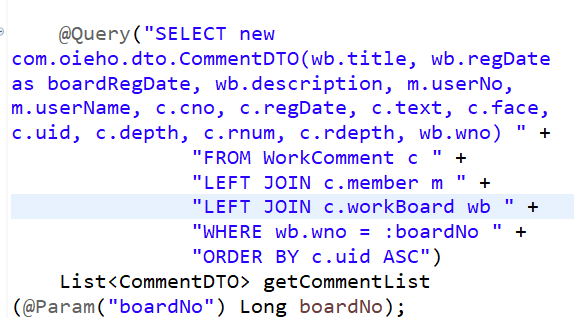 @Query("SELECT new
com.oieho.dto.CommentDTO(wb.title, wb.regDate
as boardRegDate, wb.description, m.userNo,
m.userName, c.cno, c.regDate, c.text, c.face,
c.uid, c.depth, c.rnum, c.rdepth, wb.wno) " +
"FROM WorkComment c " +
"LEFT JOIN c.member m " +
"LEFT JOIN c.workBoard wb " +
"WHERE wb.wno = :boardNo " +
"ORDER BY c.uid ASC")
List<CommentDTO> getCommentList
(@Param("boardNo") Long boardNo);